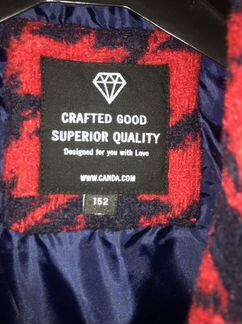 CRAFTED GOOD
SUPERIOR QUALITY
Designed for you with Love
WWW.CANDA.COM
152